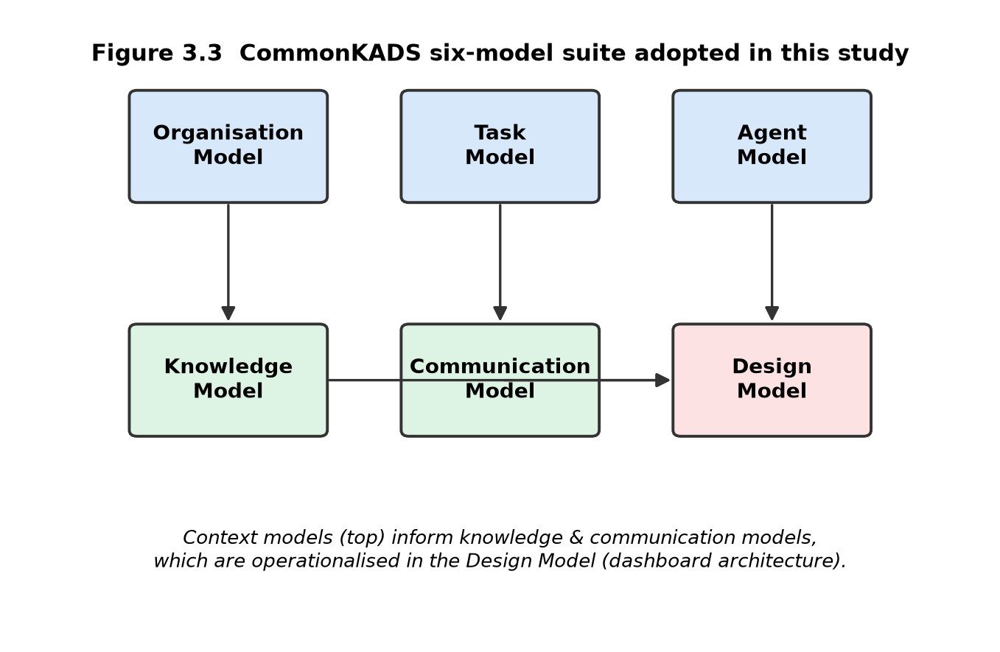 Figure 3.3  CommonKADS six-model suite adopted in this study
Organisation
Model
Task
Model
Agent
Model
Knowledge
Model
Communication
Model
Design
Model
Context models (top) inform knowledge & communication models,
which are operationalised in the Design Model (dashboard architecture).